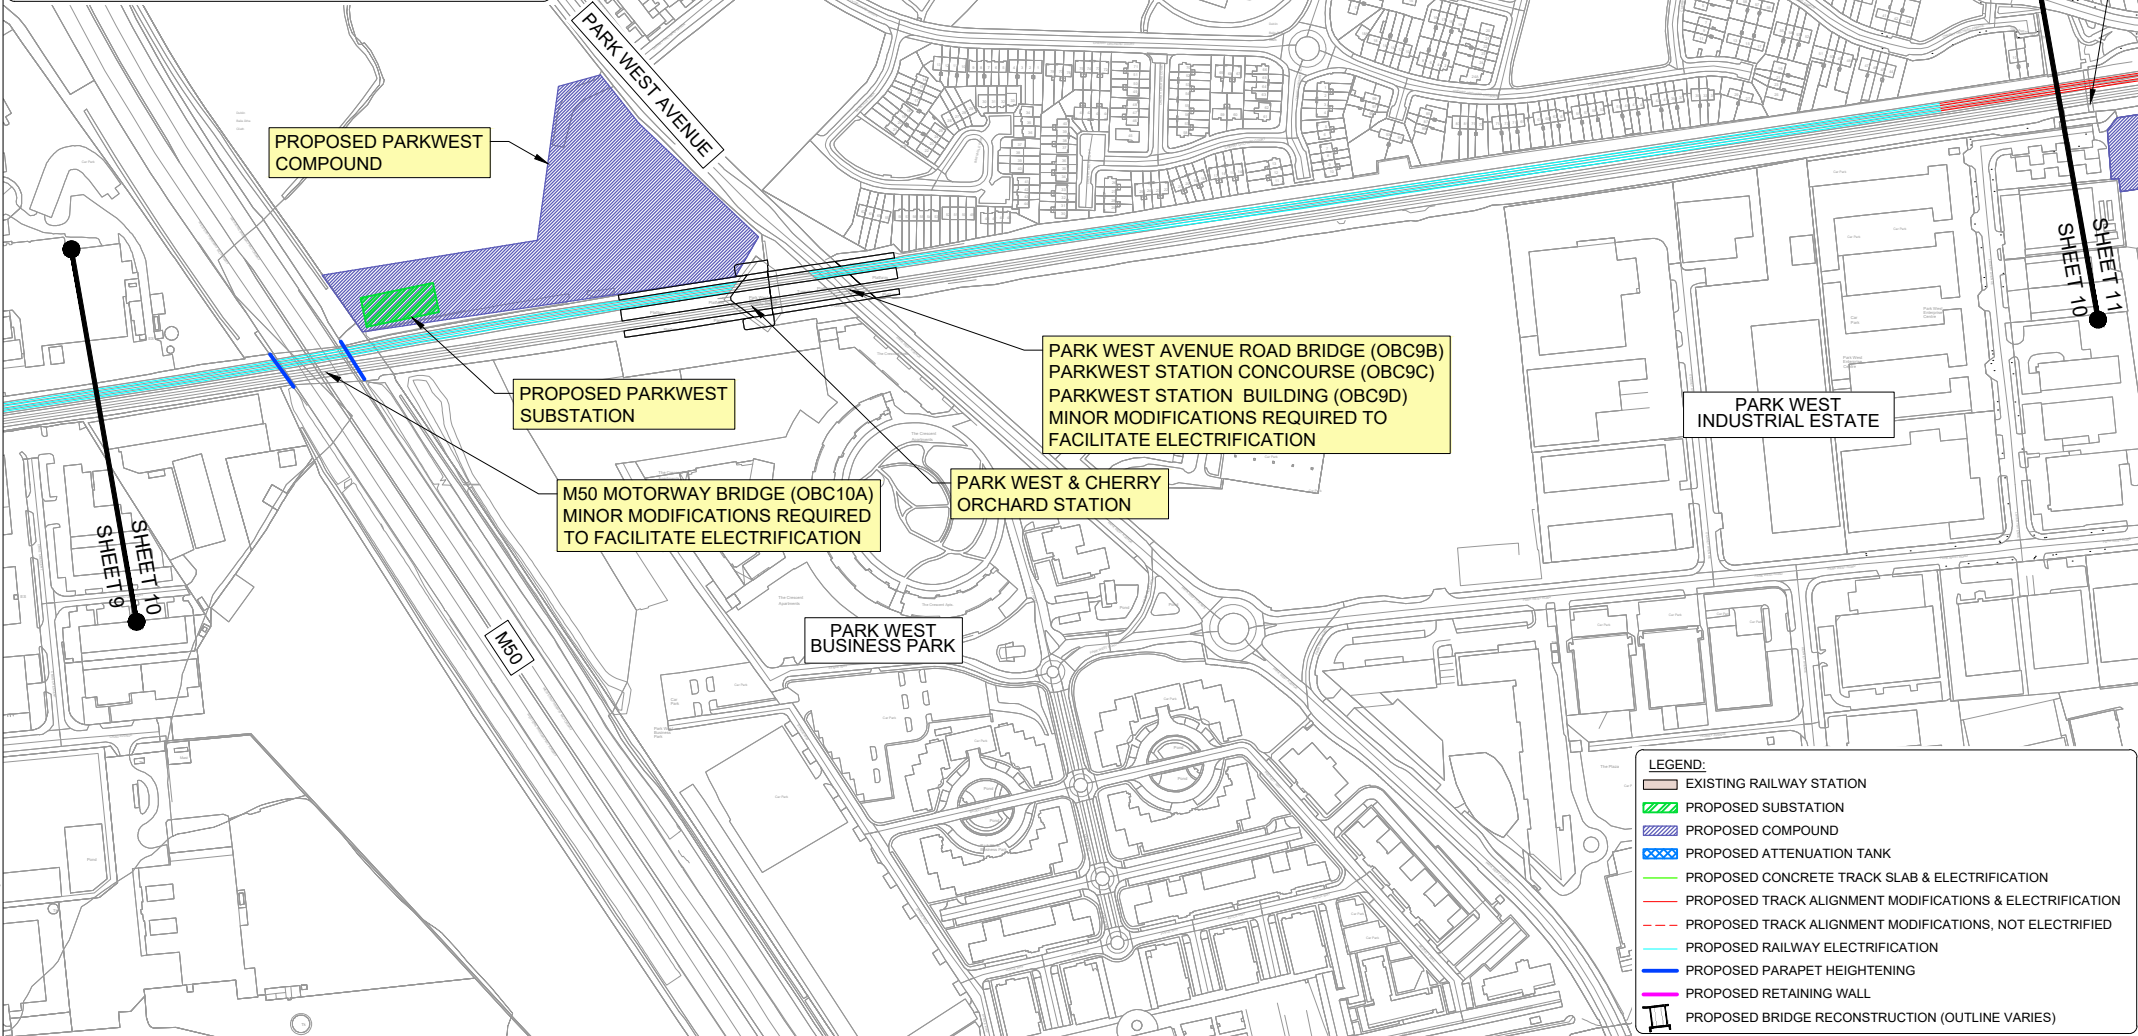 PARK WEST AVENUE
PROPOSED PARKWEST
COMPOUND
SHEET 11
SHEET 10
PARK WEST AVENUE ROAD BRIDGE (OBC9B)
PARKWEST STATION CONCOURSE (OBC9C)
PARKWEST STATION BUILDING (OBC9D)
MINOR MODIFICATIONS REQUIRED TO
FACILITATE ELECTRIFICATION
PROPOSED PARKWEST
SUBSTATION
PARK WEST
INDUSTRIAL ESTATE
PARK WEST & CHERRY
ORCHARD STATION
M50 MOTORWAY BRIDGE (OBC10A)
MINOR MODIFICATIONS REQUIRED
TO FACILITATE ELECTRIFICATION
SHEET 10
SHEET 9
M50
PARK WEST
BUSINESS PARK
LEGEND:
EXISTING RAILWAY STATION
PROPOSED SUBSTATION
PROPOSED COMPOUND
PROPOSED ATTENUATION TANK
PROPOSED CONCRETE TRACK SLAB & ELECTRIFICATION
PROPOSED TRACK ALIGNMENT MODIFICATIONS & ELECTRIFICATION
PROPOSED TRACK ALIGNMENT MODIFICATIONS, NOT ELECTRIFIED
PROPOSED RAILWAY ELECTRIFICATION
PROPOSED PARAPET HEIGHTENING
PROPOSED RETAINING WALL
PROPOSED BRIDGE RECONSTRUCTION (OUTLINE VARIES)